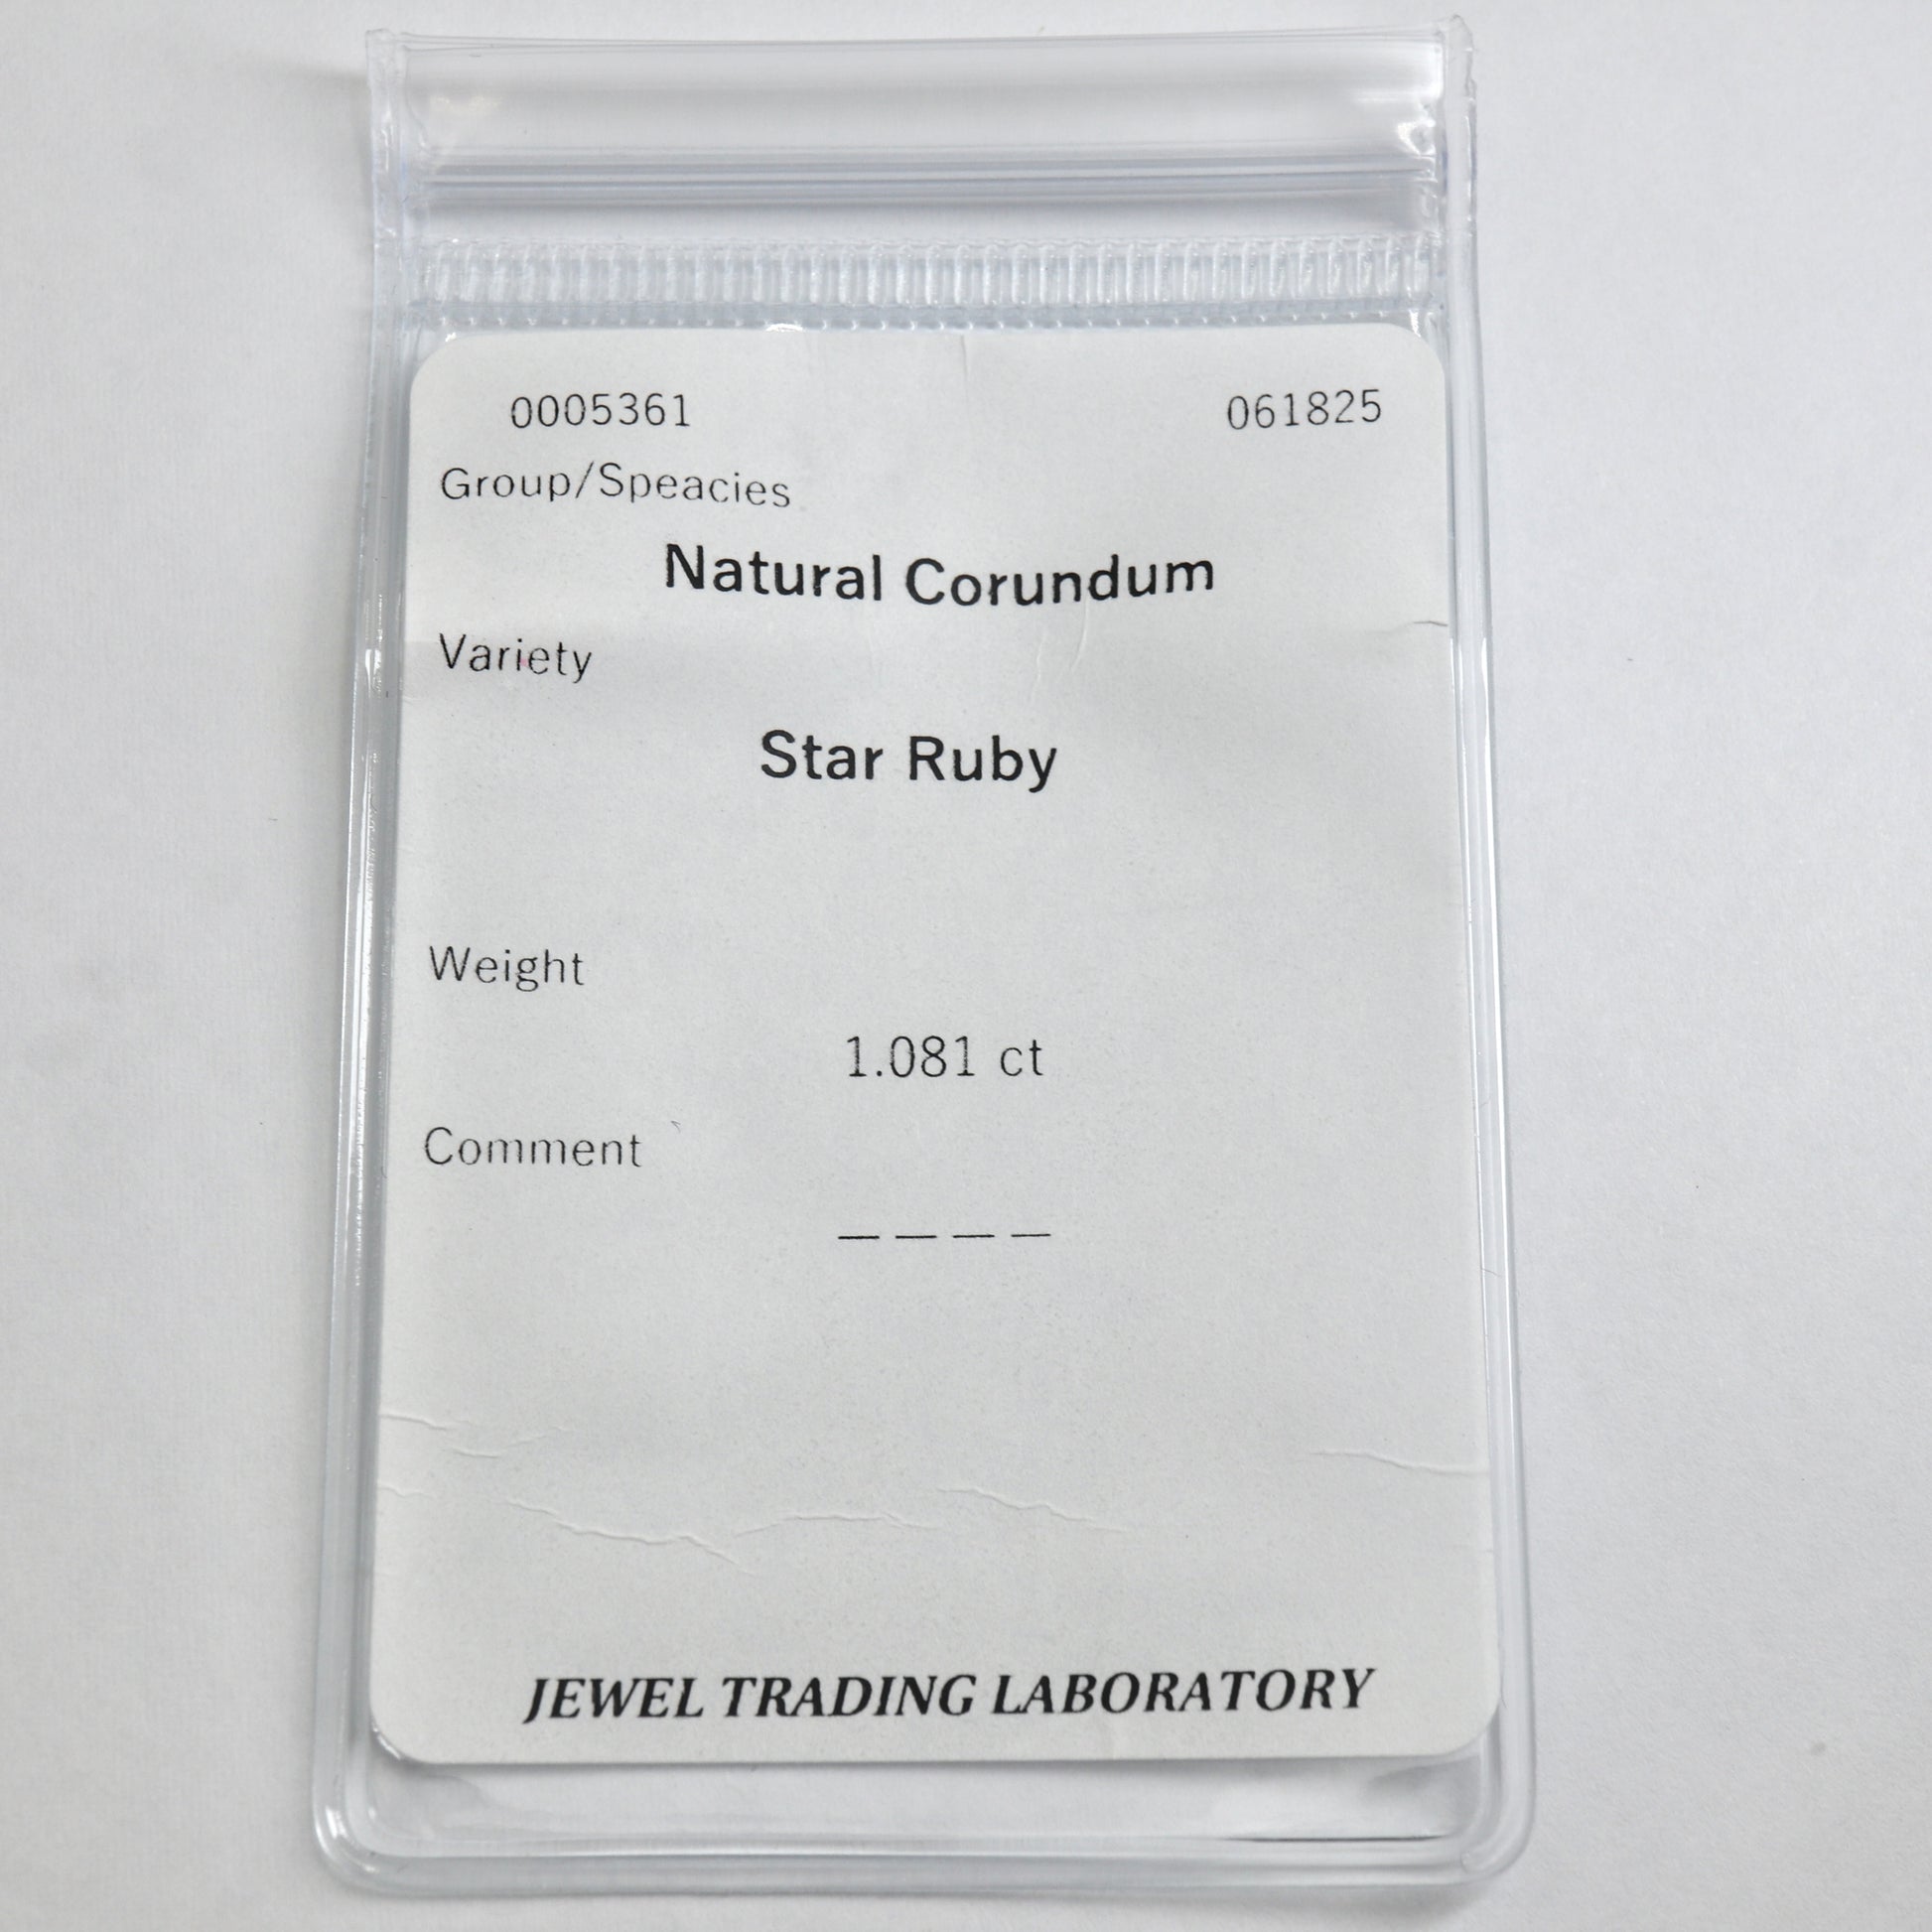 0005361 061825
Group/Speacies
Natural Corundum
Variety
Star Ruby
Weight
1.081 ct
Comment
————
JEWEL TRADING LABORATORY